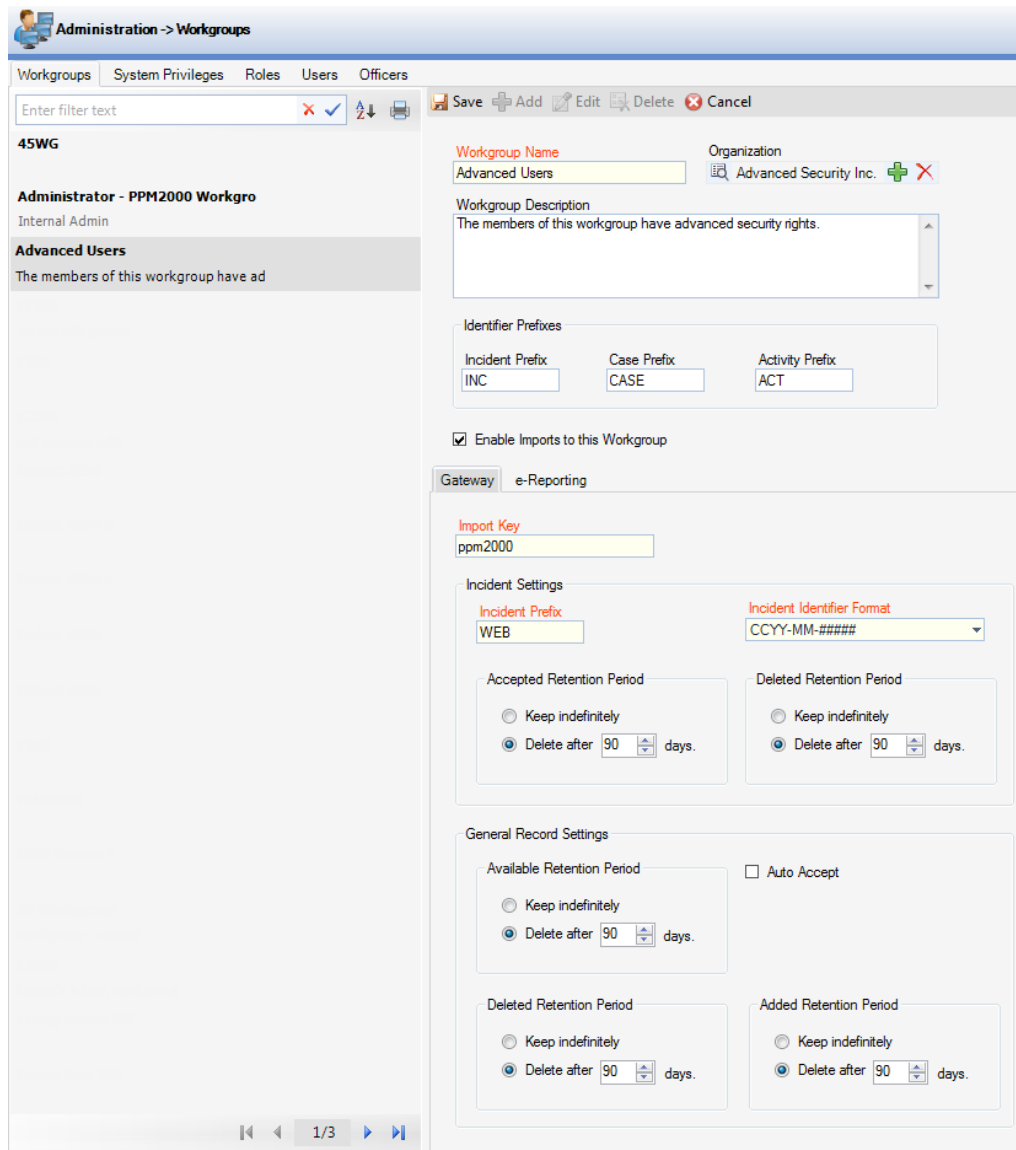 Administration -> Workgroups
Workgroups System Privileges Roles Users Officers
Enter filter text
Save Add Edit Delete Cancel
45WG
Administrator - PPM2000 Workgro
Internal Admin
Advanced Users
The members of this workgroup have ad
1/3
Workgroup Name Organization
Advanced Users Advanced Security Inc.
Workgroup Description
The members of this workgroup have advanced security rights.
Identifier Prefixes
Incident Prefix Case Prefix Activity Prefix
INC CASE ACT
Enable Imports to this Workgroup
Gateway e-Reporting
Import Key
ppm2000
Incident Settings
Incident Prefix Incident Identifier Format
WEB CCYY-MM-#####
Accepted Retention Period Deleted Retention Period
Keep indefinitely Keep indefinitely
Delete after 90 days. Delete after 90 days.
General Record Settings
Available Retention Period Auto Accept
Keep indefinitely
Delete after 90 days.
Deleted Retention Period Added Retention Period
Keep indefinitely Keep indefinitely
Delete after 90 days. Delete after 90 days.